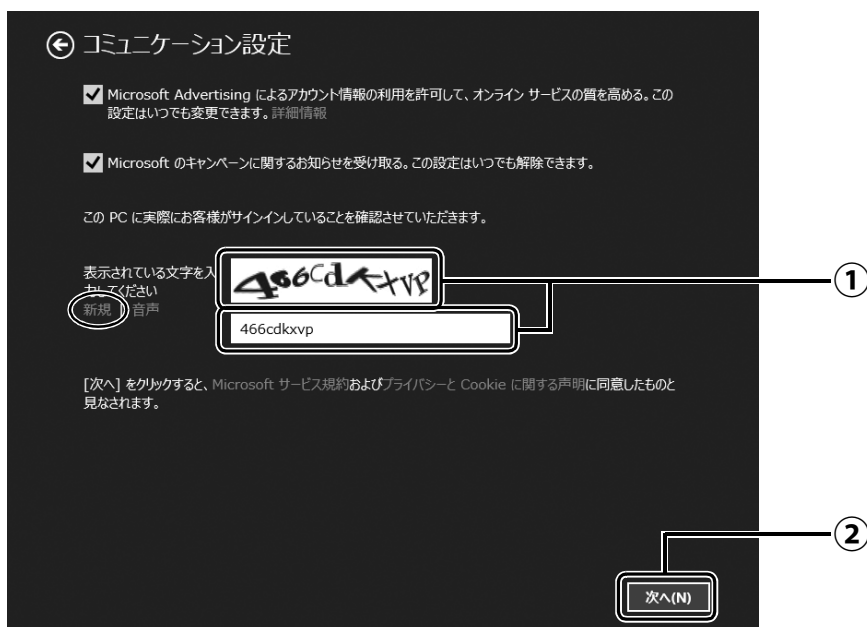 コミュニケーション設定
Microsoft Advertising によるアカウント情報の利用を許可して、オンライン サービスの質を高める。この
設定はいつでも変更できます。詳細情報
Microsoft のキャンペーンに関するお知らせを受け取る。この設定はいつでも解除できます。
この PC に実際にお客様がサインインしていることを確認させていただきます。
表示されている文字を入
力してください
466cdkxvp
①
新規 音声
466cdkxvp
[次へ] をクリックすると、Microsoft サービス規約およびプライバシーと Cookie に関する声明に同意したものと
見なされます。
②
次へ(N)